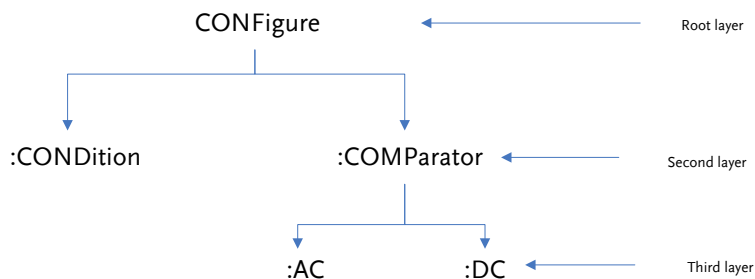 CONFigure
Root layer
:CONDition
:COMParator
Second layer
:AC
:DC
Third layer